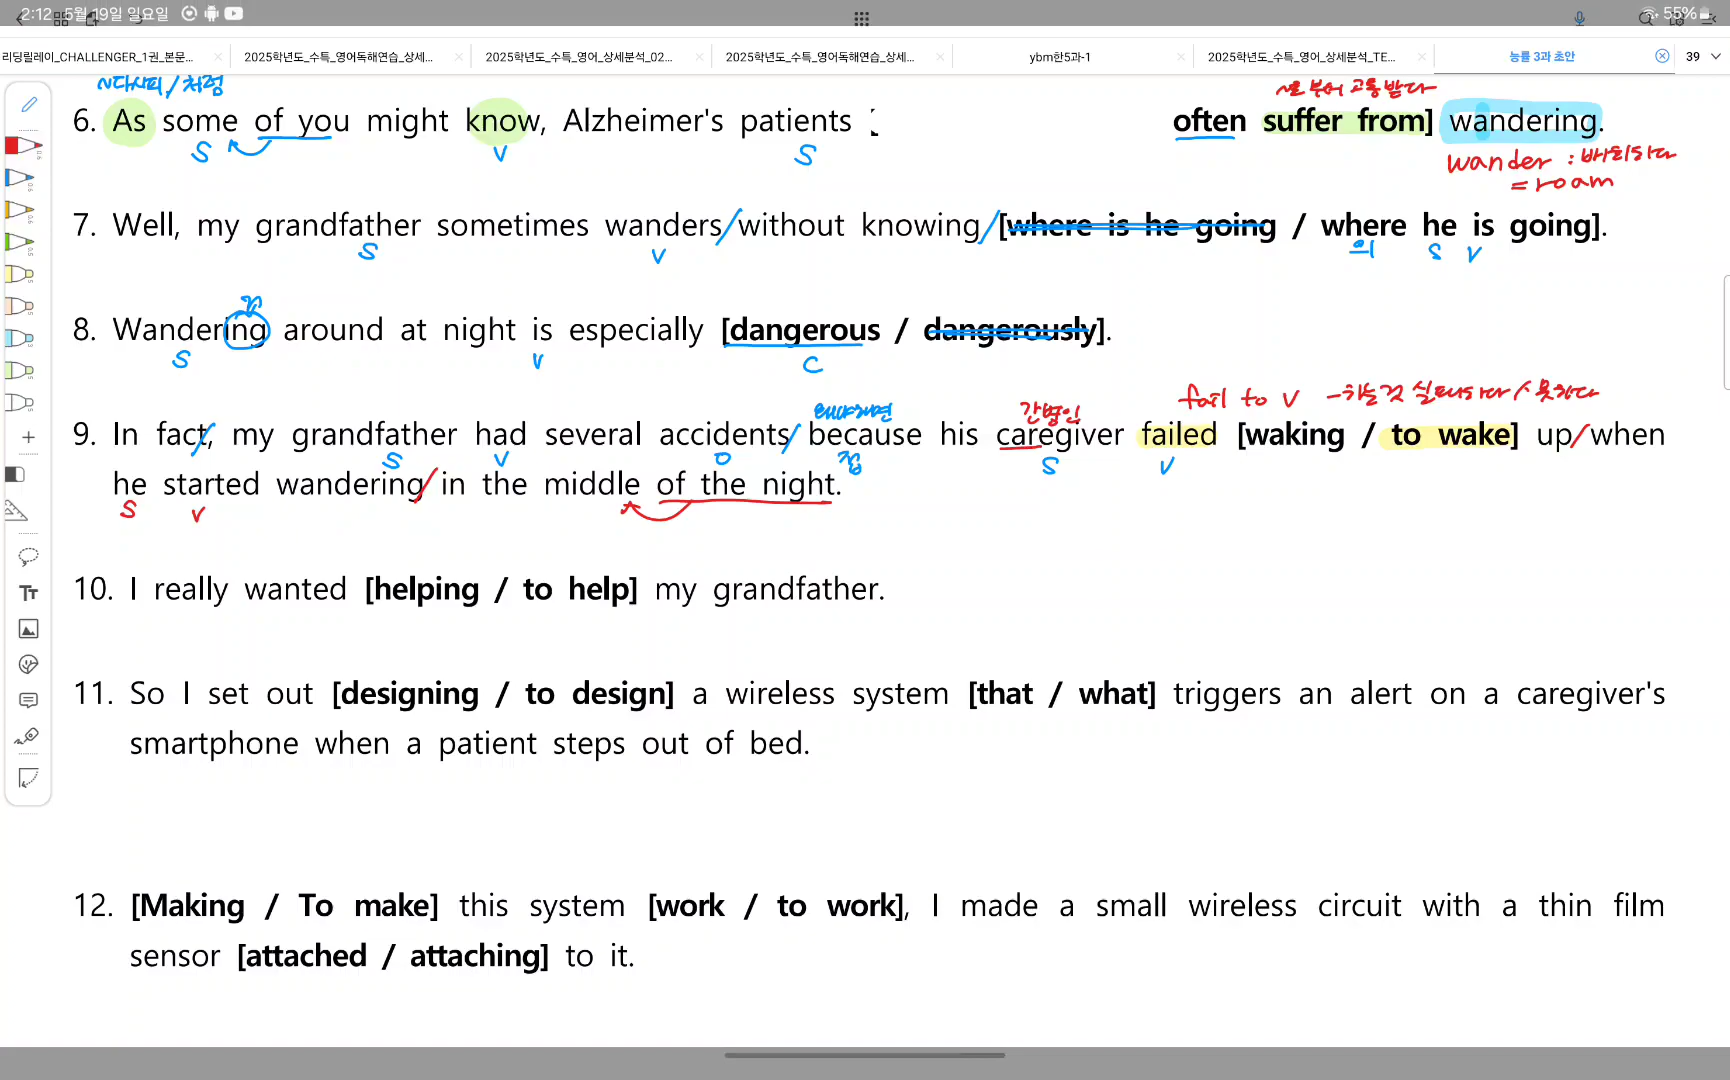 2:12 5월 19일 일요일
55%
리딩릴레이_CHALLENGER_1권_본문...
2025학년도_수특_영어독해연습_상세...
2025학년도_수특_영어_상세분석_02...
2025학년도_수특_영어독해연습_상세...
ybm한5과-1
2025학년도_수특_영어_상세분석_TE...
능률 3과 초안
39
~다시피/처럼
~로부터 고통받다
6. As some of you might know, Alzheimer's patients [ often suffer from] wandering.
S V S
wander : 배회하다
= roam
7. Well, my grandfather sometimes wanders/without knowing/[where is he going / where he is going].
S V 의 S V
8. Wandering around at night is especially [dangerous / dangerously].
S V C
fail to V ~하는것 실패하다/못하다
왜냐하면 간병인
9. In fact, my grandfather had several accidents/because his caregiver failed [waking / to wake] up/when
S V O 접 S V
he started wandering/in the middle of the night.
S V
10. I really wanted [helping / to help] my grandfather.
11. So I set out [designing / to design] a wireless system [that / what] triggers an alert on a caregiver's
smartphone when a patient steps out of bed.
12. [Making / To make] this system [work / to work], I made a small wireless circuit with a thin film
sensor [attached / attaching] to it.